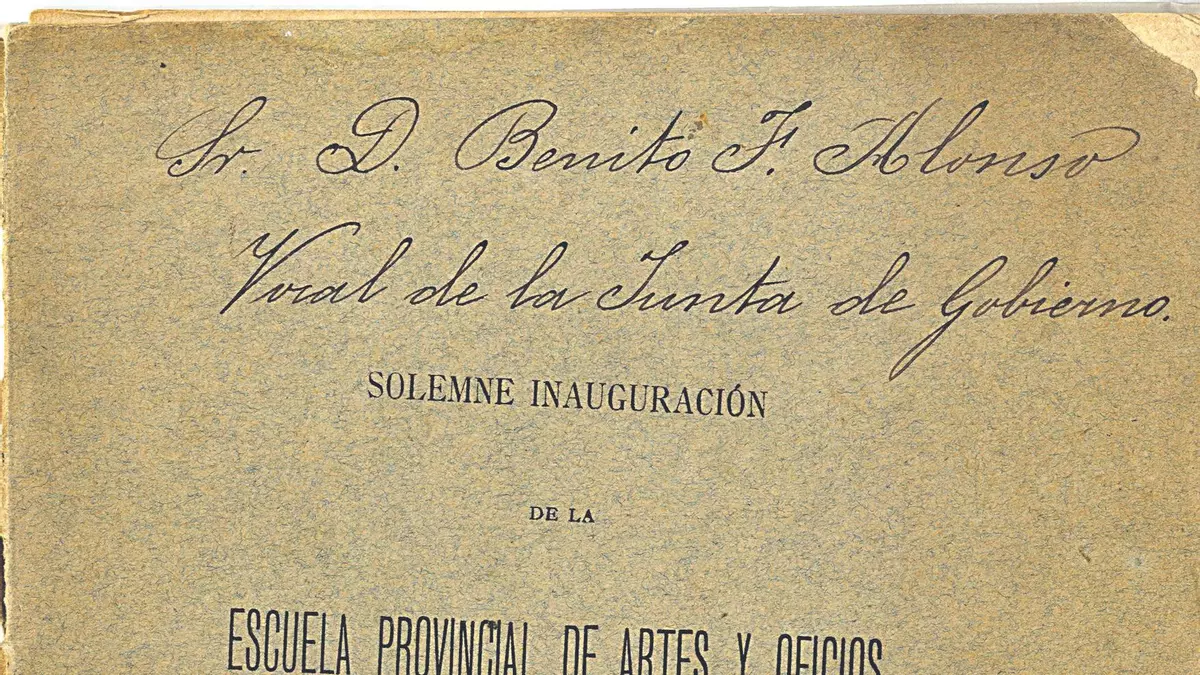 Sr. D. Benito F. Alonso
Vocal de la Junta de Gobierno.
SOLEMNE INAUGURACIÓN
DE LA
ESCUELA PROVINCIAL DE ARTES Y OFICIOS